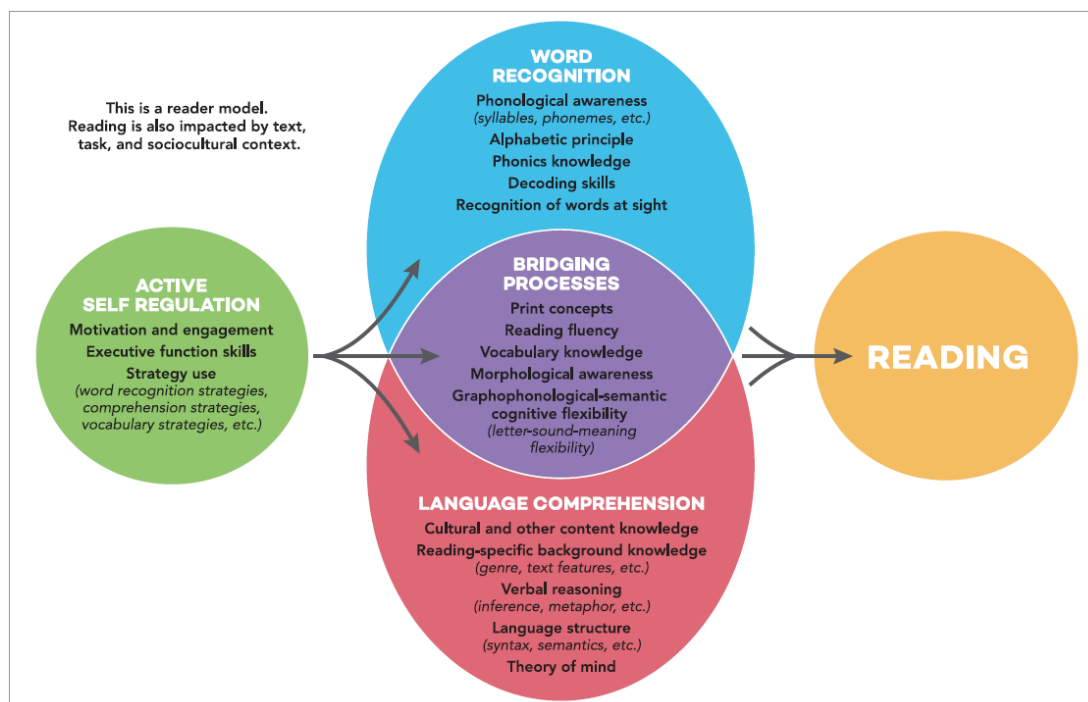 This is a reader model.
Reading is also impacted by text,
task, and sociocultural context.
ACTIVE
SELF REGULATION
Motivation and engagement
Executive function skills
Strategy use
(word recognition strategies,
comprehension strategies,
vocabulary strategies, etc.)
WORD
RECOGNITION
Phonological awareness
(syllables, phonemes, etc.)
Alphabetic principle
Phonics knowledge
Decoding skills
Recognition of words at sight
BRIDGING
PROCESSES
Print concepts
Reading fluency
Vocabulary knowledge
Morphological awareness
Graphophonological-semantic
cognitive flexibility
(letter-sound-meaning
flexibility)
LANGUAGE COMPREHENSION
Cultural and other content knowledge
Reading-specific background knowledge
(genre, text features, etc.)
Verbal reasoning
(inference, metaphor, etc.)
Language structure
(syntax, semantics, etc.)
Theory of mind
READING